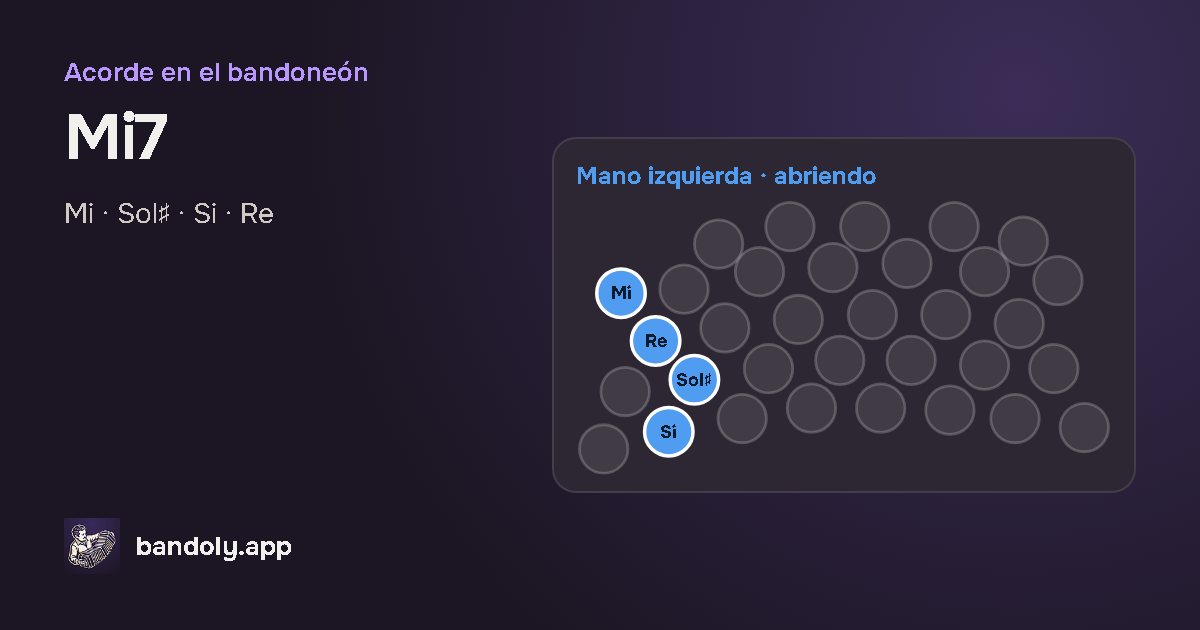 Acorde en el bandoneón
Mi7
Mi · Sol♯ · Si · Re
Mano izquierda · abriendo
Mi
Re
Sol♯
Si
bandoly.app